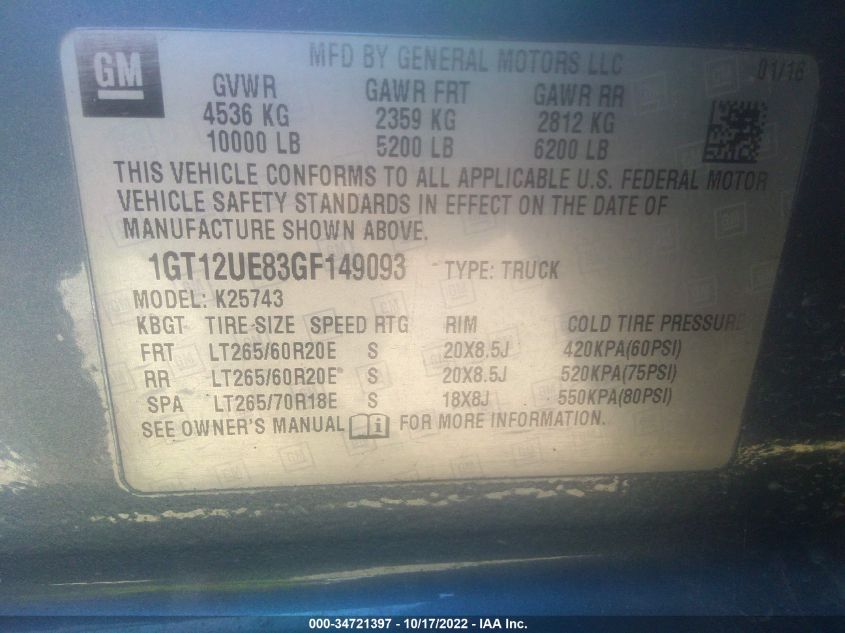 GM
MFD BY GENERAL MOTORS LLC
01/16
GVWR GAWR FRT GAWR RR
4536 KG 2359 KG 2812 KG
10000 LB 5200 LB 6200 LB
THIS VEHICLE CONFORMS TO ALL APPLICABLE U.S. FEDERAL MOTOR
VEHICLE SAFETY STANDARDS IN EFFECT ON THE DATE OF
MANUFACTURE SHOWN ABOVE.
1GT12UE83GF149093 TYPE: TRUCK
MODEL: K25743
KBGT TIRE SIZE SPEED RTG RIM COLD TIRE PRESSURE
FRT LT265/60R20E S 20X8.5J 420KPA(60PSI)
RR LT265/60R20E S 20X8.5J 520KPA(75PSI)
SPA LT265/70R18E S 18X8J 550KPA(80PSI)
SEE OWNER'S MANUAL FOR MORE INFORMATION.
000-34721397 - 10/17/2022 - IAA Inc.